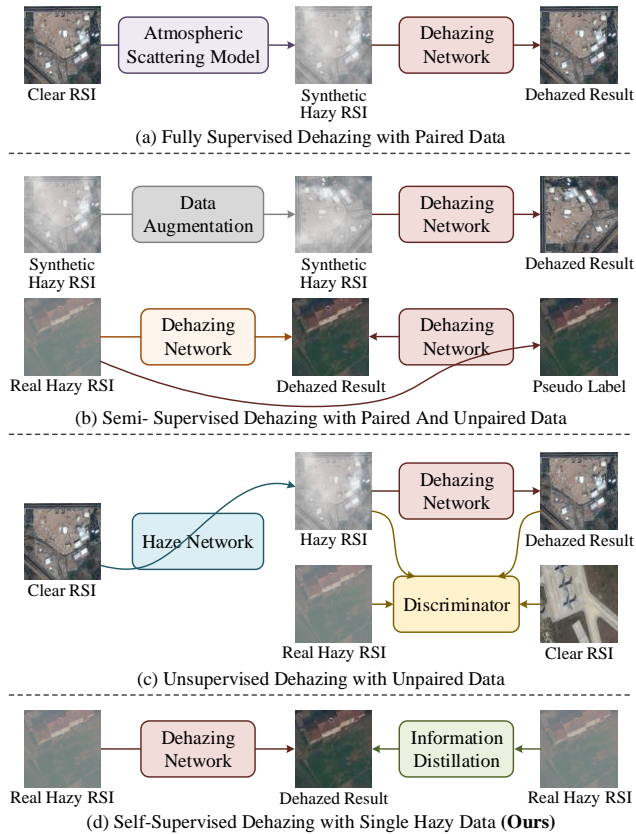 Atmospheric
Scattering Model
Dehazing
Network
Clear RSI
Synthetic
Hazy RSI
Dehazed Result
(a) Fully Supervised Dehazing with Paired Data
Data
Augmentation
Dehazing
Network
Synthetic
Hazy RSI
Synthetic
Hazy RSI
Dehazed Result
Dehazing
Network
Dehazing
Network
Real Hazy RSI
Dehazed Result
Pseudo Label
(b) Semi- Supervised Dehazing with Paired And Unpaired Data
Dehazing
Network
Haze Network
Hazy RSI
Dehazed Result
Clear RSI
Discriminator
Real Hazy RSI
Clear RSI
(c) Unsupervised Dehazing with Unpaired Data
Dehazing
Network
Information
Distillation
Real Hazy RSI
Dehazed Result
Real Hazy RSI
(d) Self-Supervised Dehazing with Single Hazy Data (Ours)